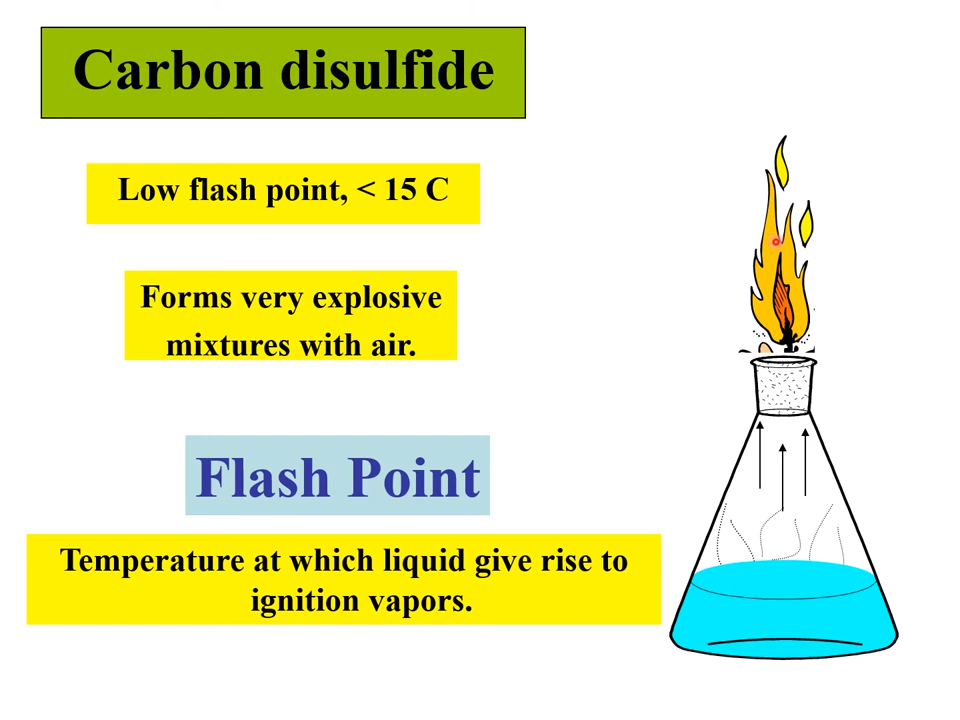 Carbon disulfide
Low flash point, < 15 C
Forms very explosive
mixtures with air.
Flash Point
Temperature at which liquid give rise to
ignition vapors.